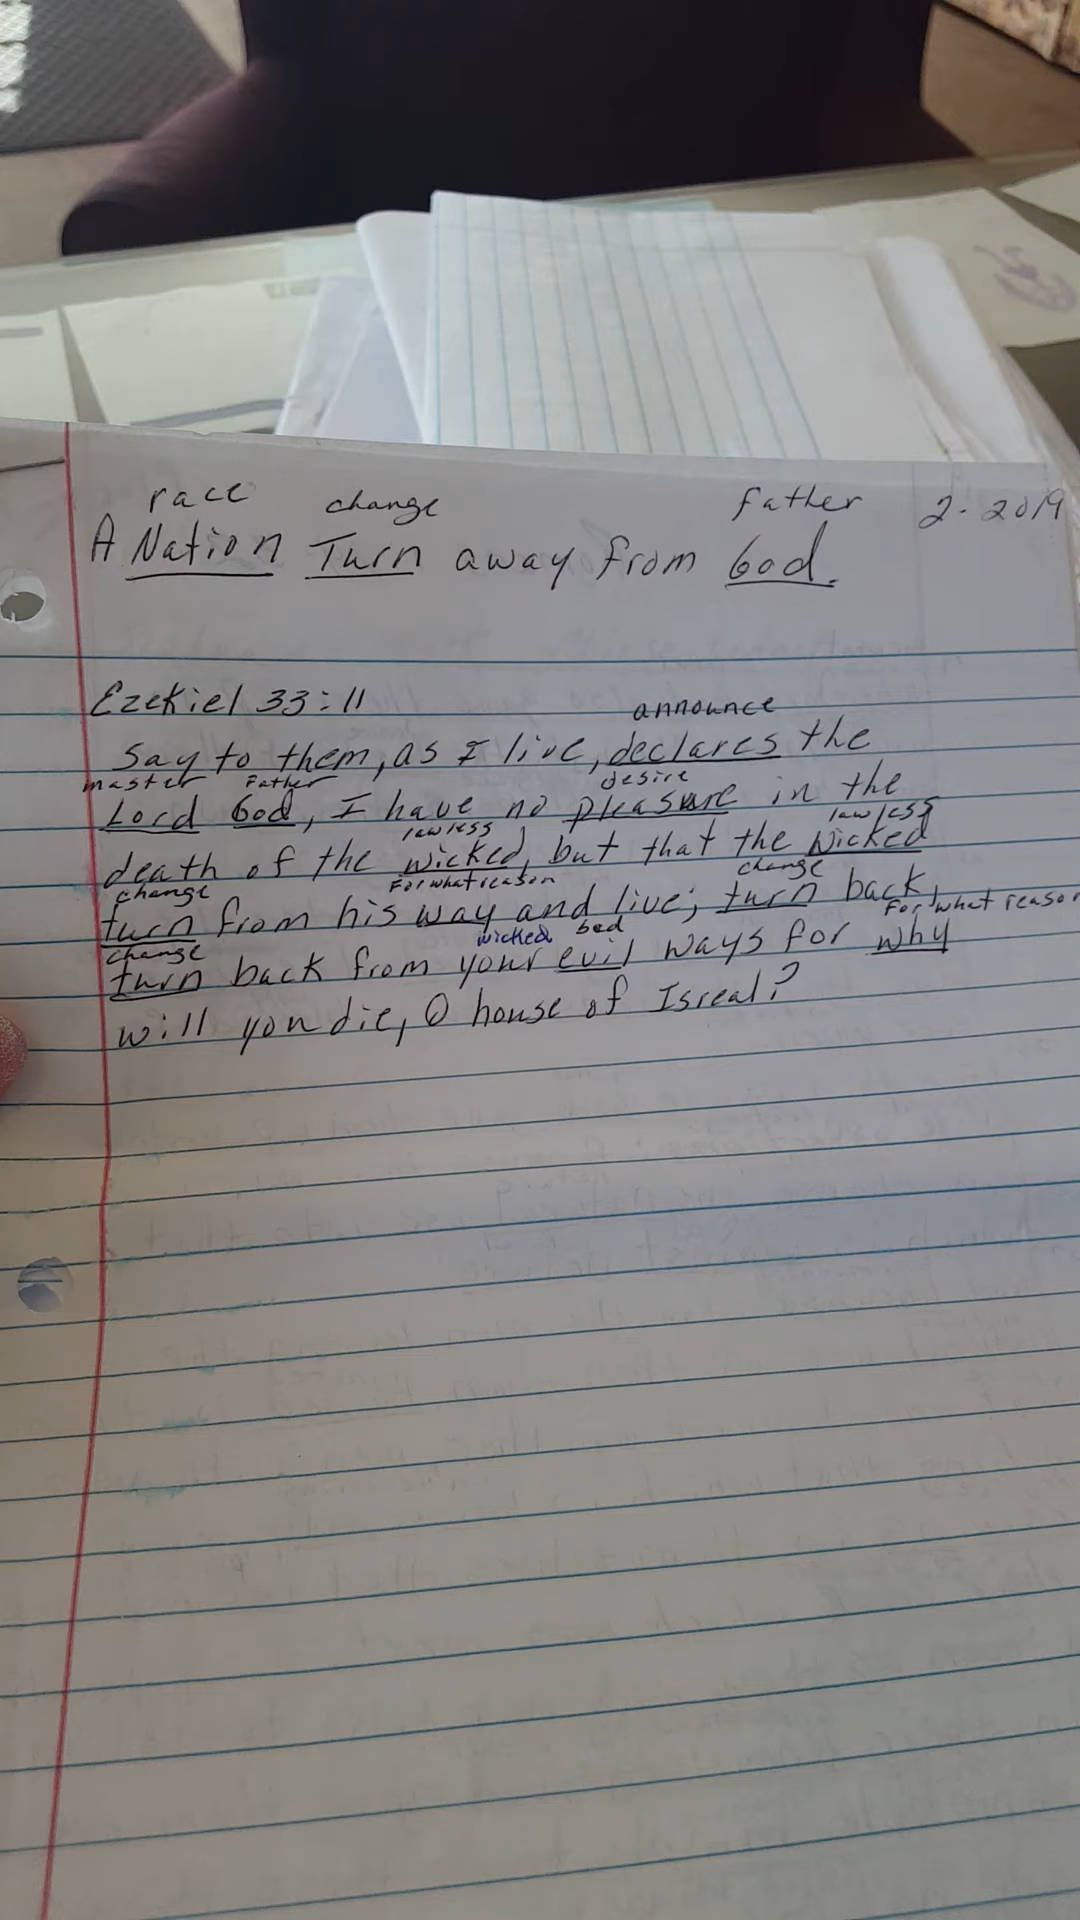 race change father 2-2019
A Nation Turn away from God.
Ezekiel 33:11
announce
Say to them, as I live, declares the
master Father desire
Lord God, I have no pleasure in the
lawless lawless
death of the wicked, but that the wicked
change For what reason change
turn from his way and live; turn back,
For what reason
change wicked bad
turn back from your evil ways for why
will you die, O house of Isreal?